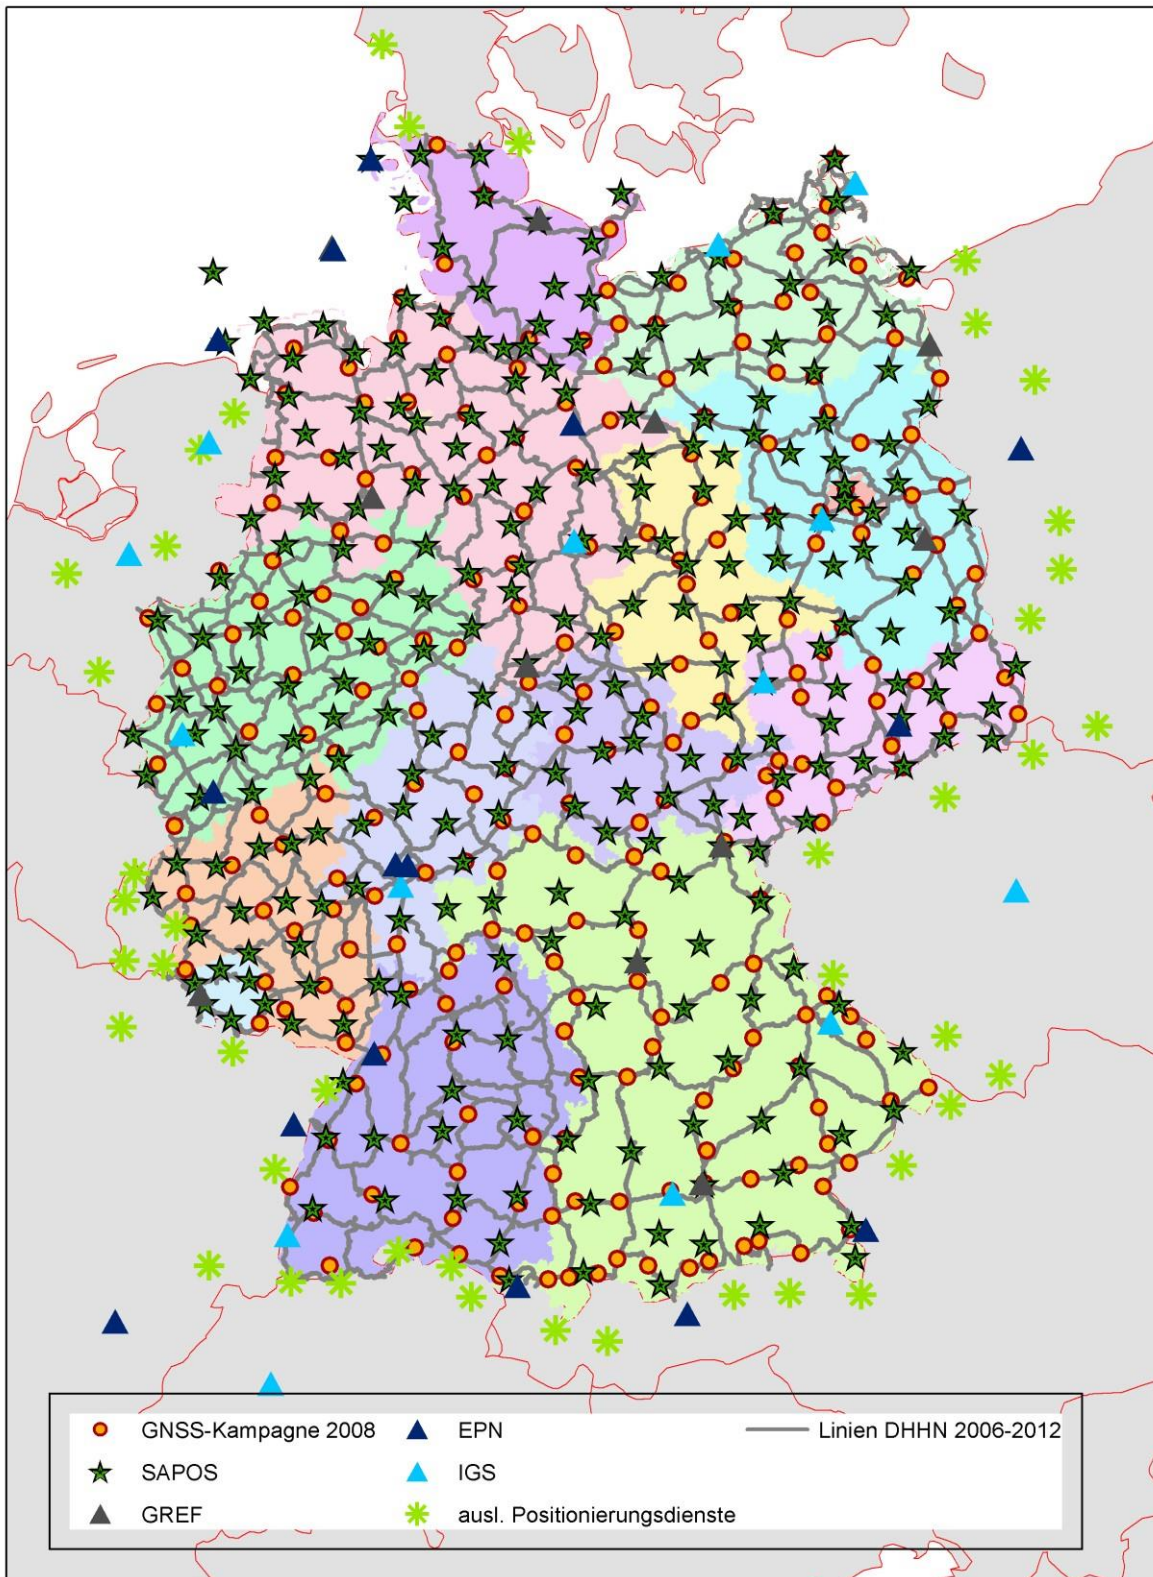 GNSS-Kampagne 2008
EPN
Linien DHHN 2006-2012
SAPOS
IGS
GREF
ausl. Positionierungsdienste